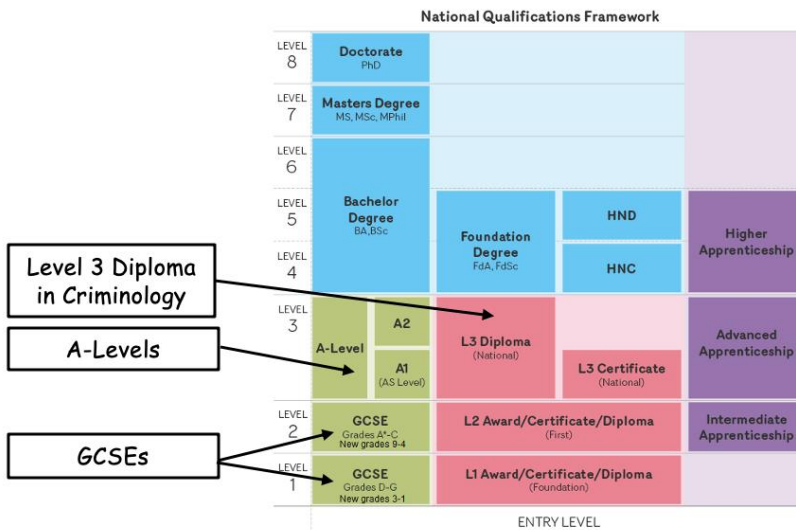 National Qualifications Framework
LEVEL
8
Doctorate
PhD
LEVEL
7
Masters Degree
MS, MSc, MPhil
LEVEL
6
LEVEL
5
Bachelor
Degree
BA,BSc
Foundation
Degree
FdA, FdSc
HND
Higher
Apprenticeship
LEVEL
4
HNC
Level 3 Diploma
in Criminology
LEVEL
3
A-Level
A2
A1
(AS Level)
L3 Diploma
(National)
L3 Certificate
(National)
Advanced
Apprenticeship
A-Levels
LEVEL
2
GCSE
Grades A*-C
New grades 9-4
L2 Award/Certificate/Diploma
(First)
Intermediate
Apprenticeship
GCSEs
LEVEL
1
GCSE
Grades D-G
New grades 3-1
L1 Award/Certificate/Diploma
(Foundation)
ENTRY LEVEL